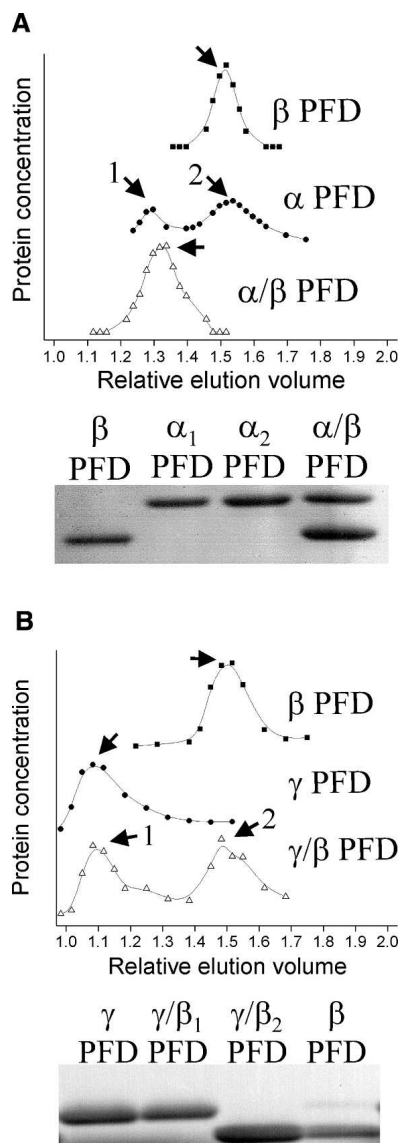 A
Protein concentration
β PFD
1
2
α PFD
α/β PFD
1.0 1.1 1.2 1.3 1.4 1.5 1.6 1.7 1.8 1.9 2.0
Relative elution volume
β α₁ α₂ α/β
PFD PFD PFD PFD
B
Protein concentration
β PFD
γ PFD
1
2
γ/β PFD
1.0 1.1 1.2 1.3 1.4 1.5 1.6 1.7 1.8 1.9 2.0
Relative elution volume
γ γ/β₁ γ/β₂ β
PFD PFD PFD PFD